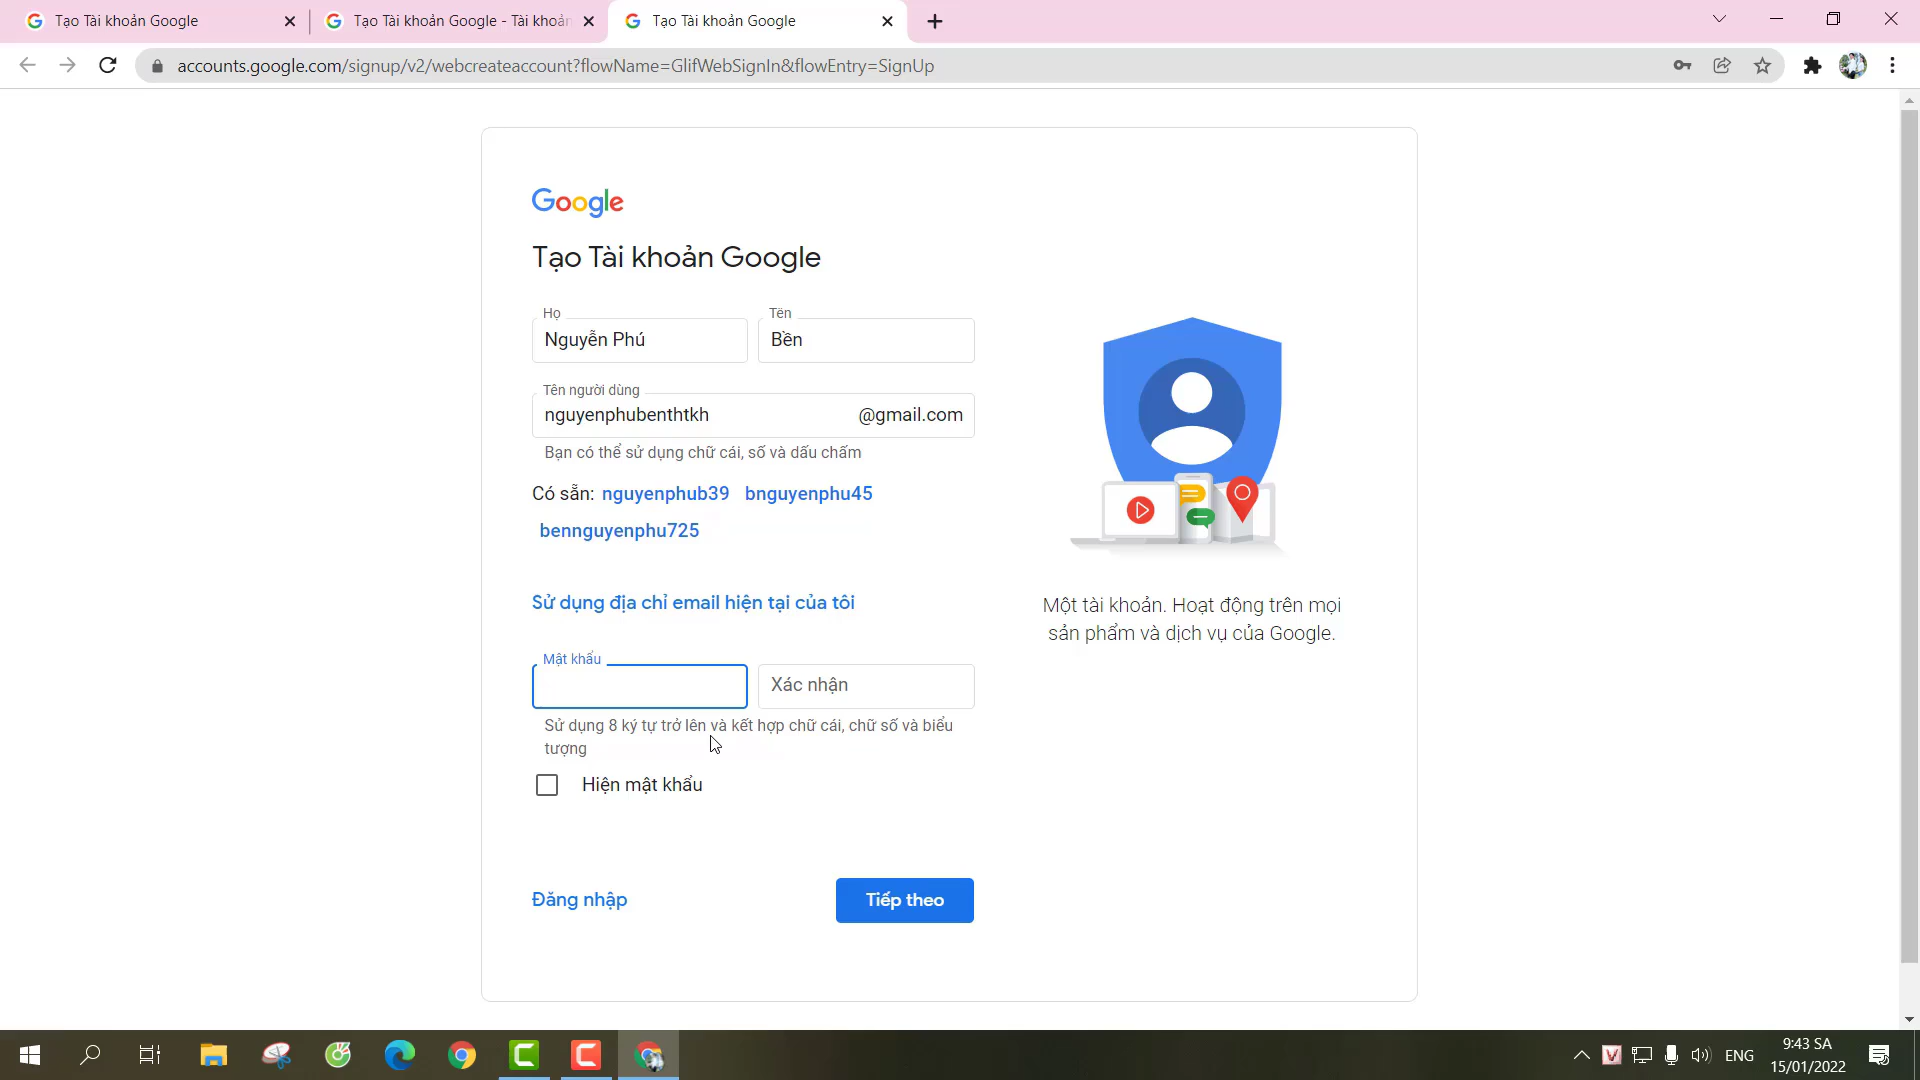 Tạo Tài khoản Google
Tạo Tài khoản Google - Tài khoản
Tạo Tài khoản Google
accounts.google.com/signup/v2/webcreateaccount?flowName=GlifWebSignIn&flowEntry=SignUp
Google
Tạo Tài khoản Google
Họ
Tên
Nguyễn Phú
Bền
Tên người dùng
nguyenphubenthtkh
@gmail.com
Bạn có thể sử dụng chữ cái, số và dấu chấm
Có sẵn: nguyenphub39 bnguyenphu45
bennguyenphu725
Sử dụng địa chỉ email hiện tại của tôi
Mật khẩu
Xác nhận
Sử dụng 8 ký tự trở lên và kết hợp chữ cái, chữ số và biểu
tượng
Hiện mật khẩu
Đăng nhập
Tiếp theo
Một tài khoản. Hoạt động trên mọi
sản phẩm và dịch vụ của Google.
ENG
9:43 SA
15/01/2022